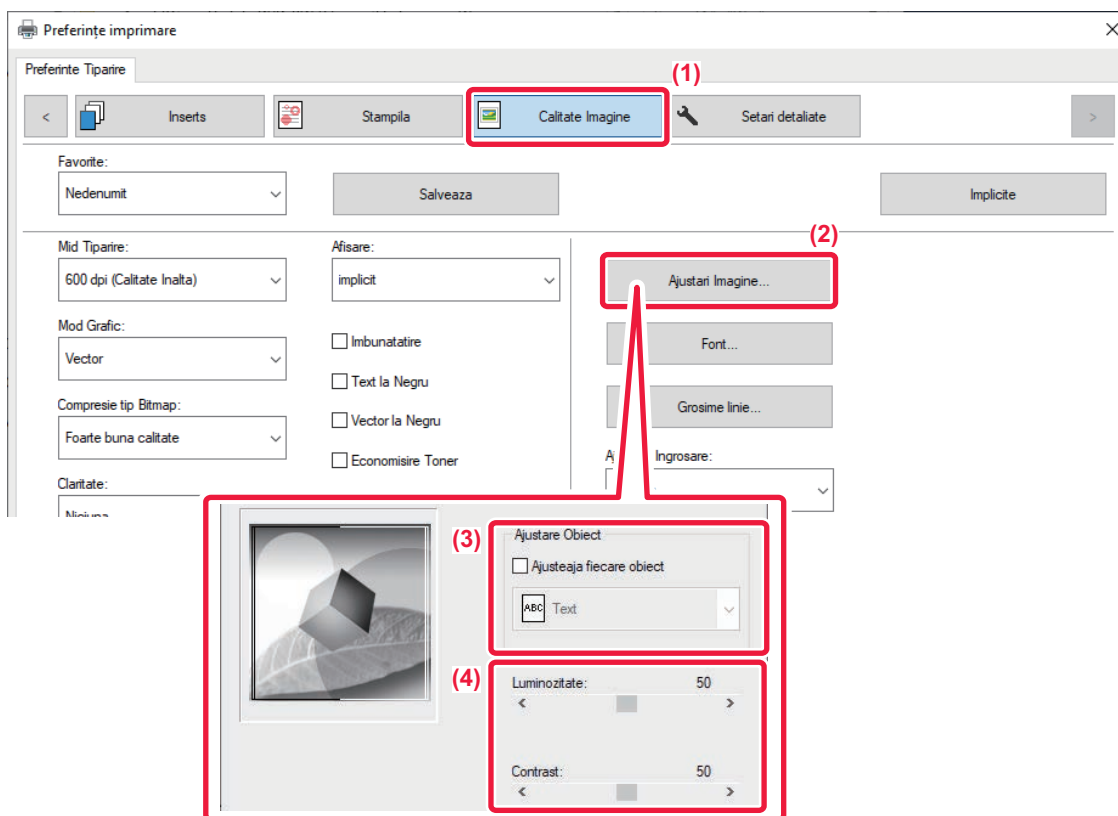 Preferințe imprimare
Preferinte Tiparire
(1)
< Inserts Stampila Calitate Imagine Setari detaliate >
Favorite:
Nedenumit Salveaza Implicite
(2)
Mid Tiparire: Afisare:
600 dpi (Calitate Inalta) implicit Ajustari Imagine...
Mod Grafic:
Imbunatatire
Vector Font...
Text la Negru
Compresie tip Bitmap:
Grosime linie...
Vector la Negru
Foarte buna calitate
Economisire Toner
Ingrosare:
Claritate:
Niciuna
(3) Ajustare Obiect
Ajusteaja fiecare obiect
ABC Text
(4) Luminozitate: 50
< >
Contrast: 50
< >